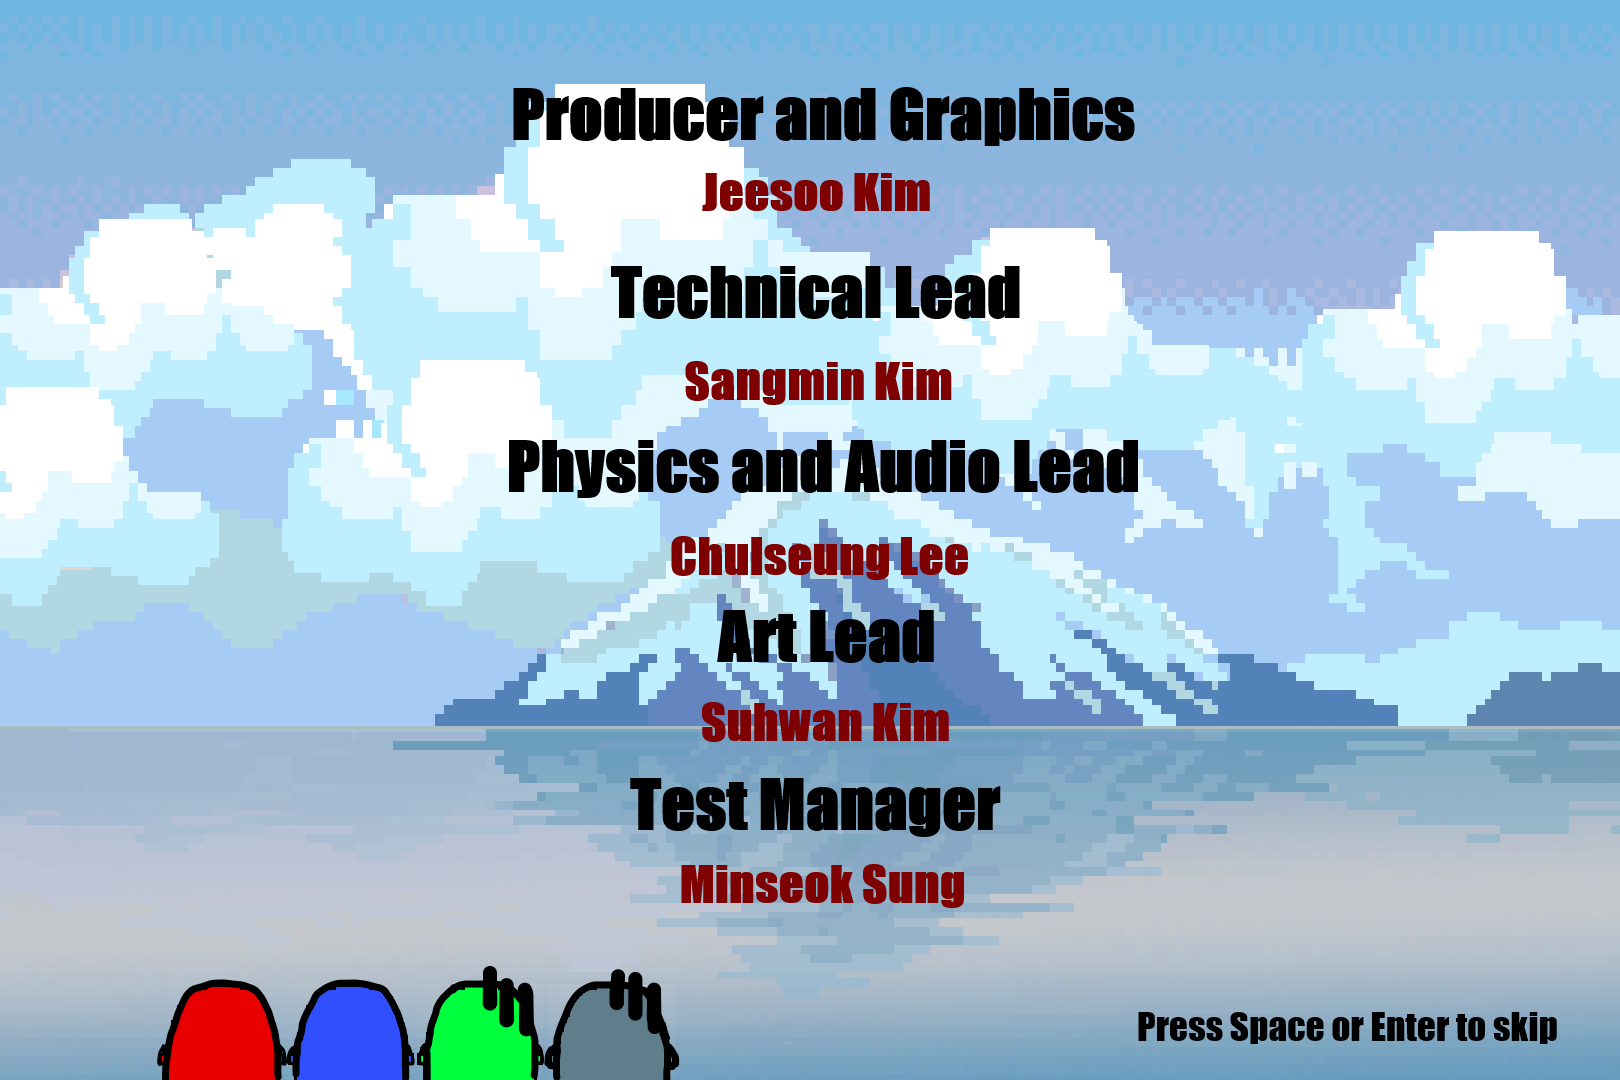 Producer and Graphics
Jeesoo Kim
Technical Lead
Sangmin Kim
Physics and Audio Lead
Chulseung Lee
Art Lead
Suhwan Kim
Test Manager
Minseok Sung
Press Space or Enter to skip